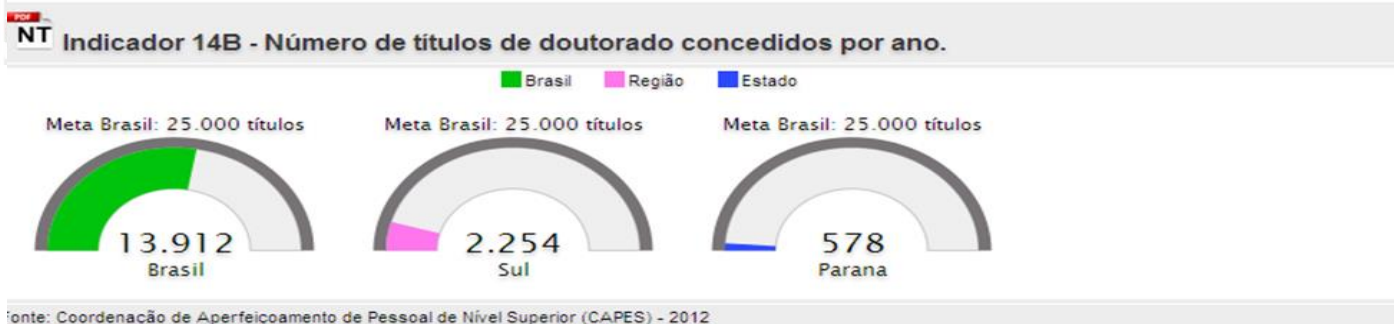 PDF
NT Indicador 14B - Número de títulos de doutorado concedidos por ano.
Brasil Região Estado
Meta Brasil: 25.000 títulos Meta Brasil: 25.000 títulos Meta Brasil: 25.000 títulos
13.912 2.254 578
Brasil Sul Parana
onte: Coordenação de Aperfeiçoamento de Pessoal de Nível Superior (CAPES) - 2012